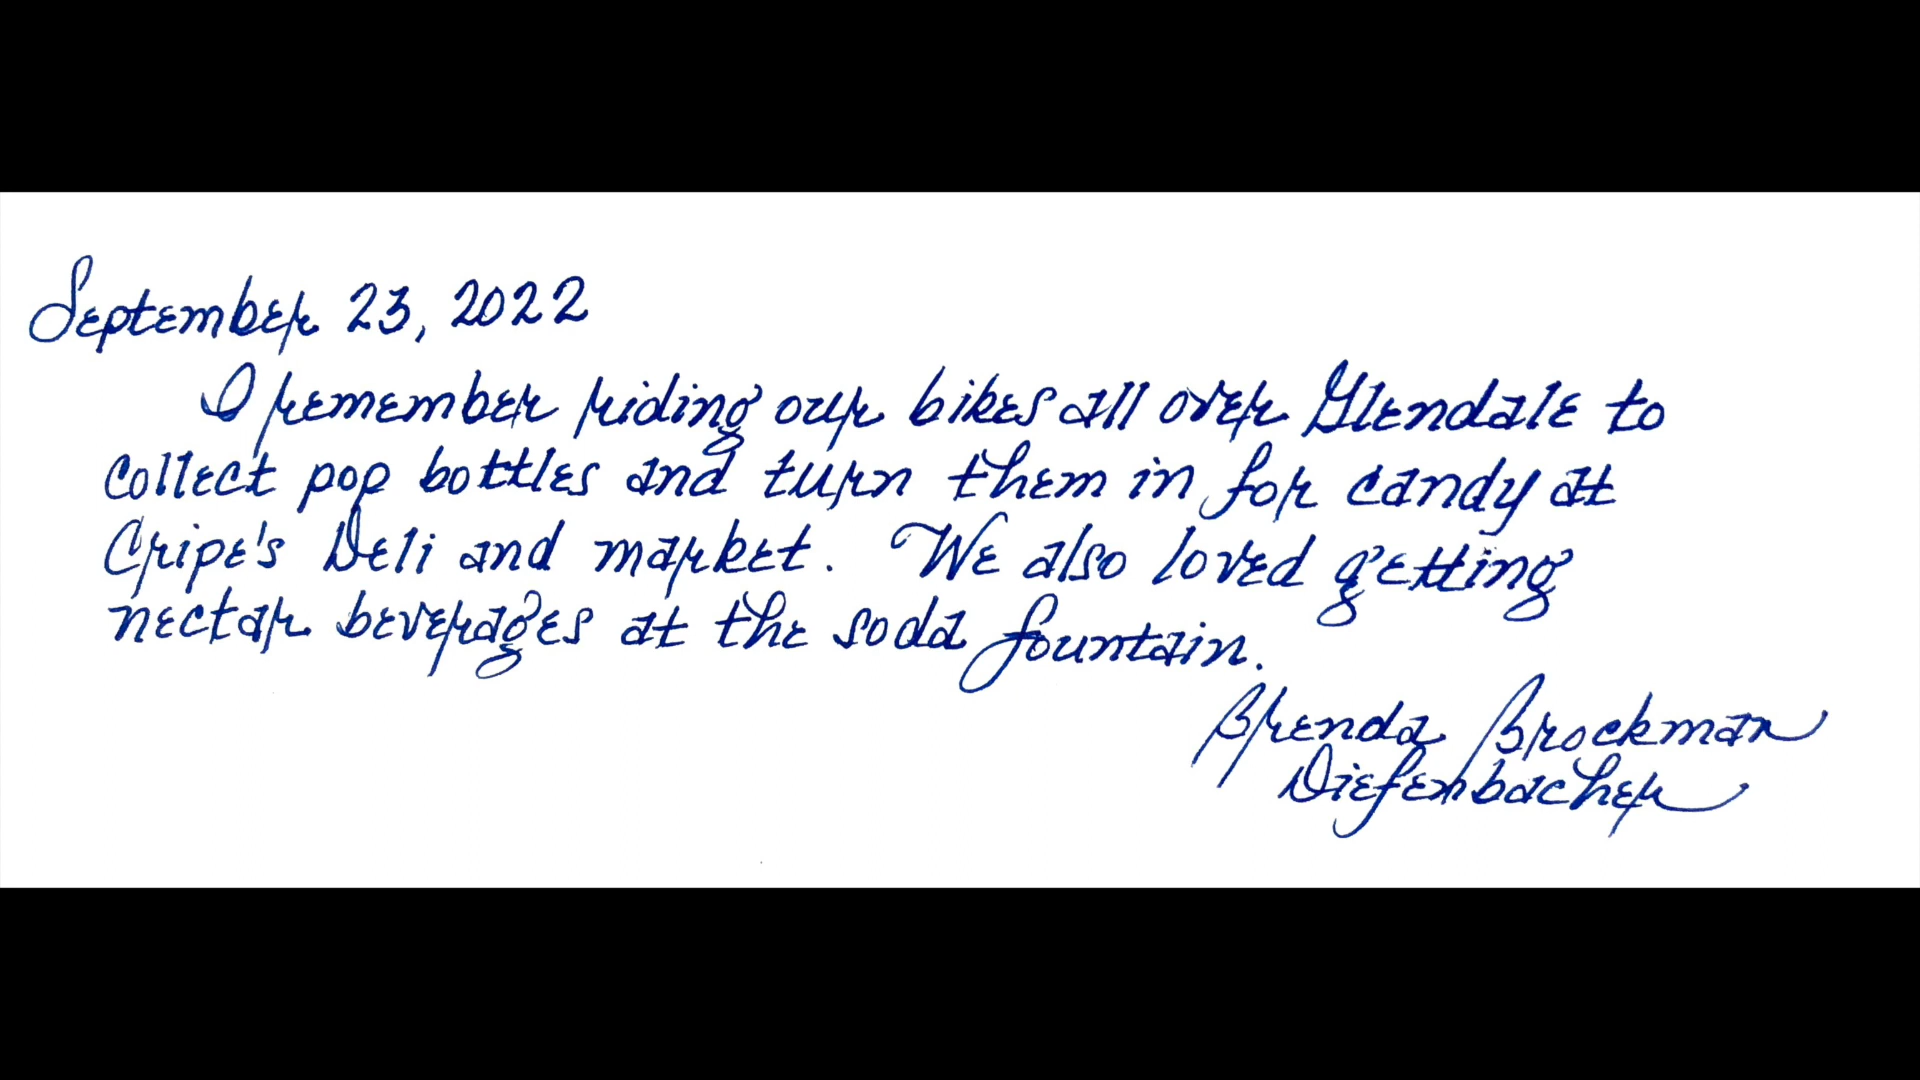 September 23, 2022
I remember riding our bikes all over Glendale to
collect pop bottles and turn them in for candy at
Cripe's Deli and market. We also loved getting
nectar beverages at the soda fountain.
Brenda Brockman
Diefenbacher